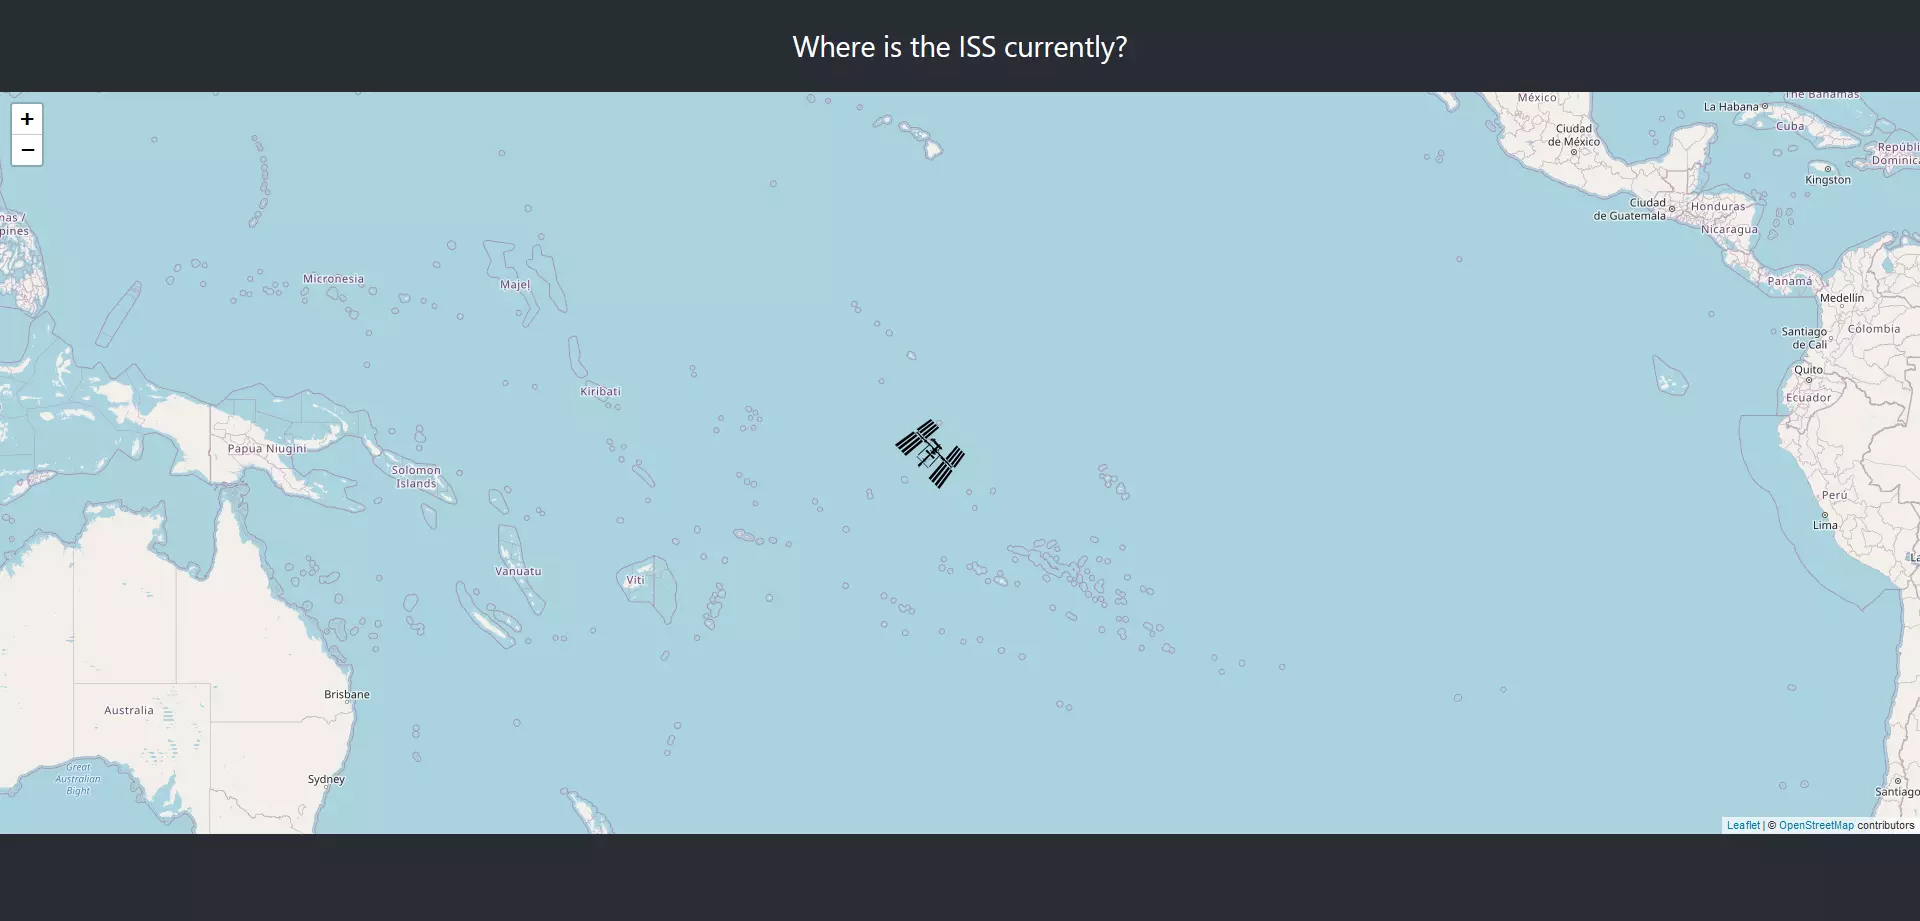 Where is the ISS currently?
+
−
México
The Bahamas
La Habana
Cuba
Ciudad
de México
Repúbli
Dominica
Kingston
Ciudad
de Guatemala
Honduras
Nicaragua
nas /
pines
Micronesia
Majeļ
Panamá
Medellín
Santiago
de Cali
Colombia
Quito
Ecuador
Kiribati
Papua Niugini
Solomon
Islands
Perú
Lima
La
Vanuatu
Viti
Brisbane
Australia
Great
Australian
Bight
Sydney
Santiago
Leaflet | © OpenStreetMap contributors